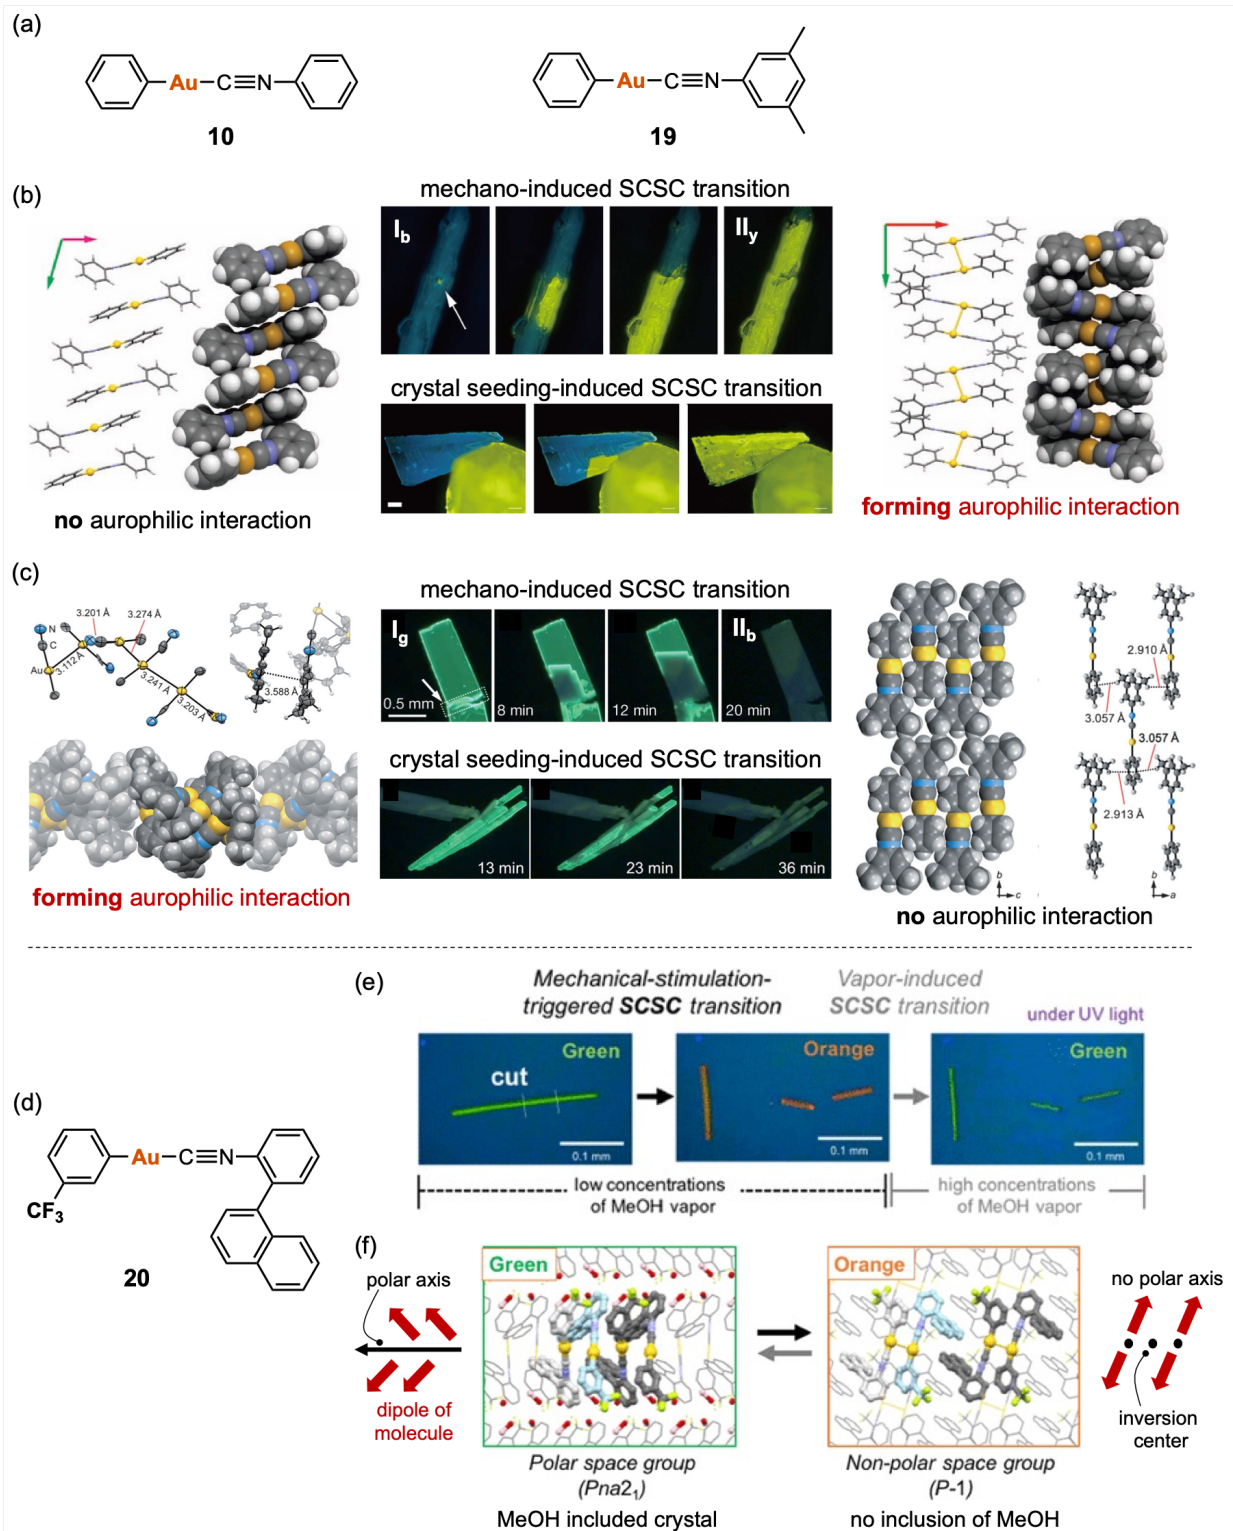 (a)
Au
C≡N
10
Au
C≡N
19
(b)
mechano-induced SCSC transition
I_b
II_y
crystal seeding-induced SCSC transition
no aurophilic interaction
forming aurophilic interaction
(c)
mechano-induced SCSC transition
N
C
Au
3.201 Å
3.274 Å
3.112 Å
3.241 Å
3.203 Å
3.588 Å
I_g
0.5 mm
8 min
12 min
II_b
20 min
crystal seeding-induced SCSC transition
13 min
23 min
36 min
2.910 Å
3.057 Å
3.057 Å
2.913 Å
b
c
b
a
forming aurophilic interaction
no aurophilic interaction
(e)
Mechanical-stimulation-
triggered SCSC transition
Vapor-induced
SCSC transition
under UV light
Green
cut
0.1 mm
Orange
0.1 mm
Green
0.1 mm
low concentrations
of MeOH vapor
high concentrations
of MeOH vapor
(d)
Au
C≡N
CF₃
20
(f)
polar axis
dipole of
molecule
Green
Orange
no polar axis
inversion
center
Polar space group
(Pna2₁)
MeOH included crystal
Non-polar space group
(P-1)
no inclusion of MeOH